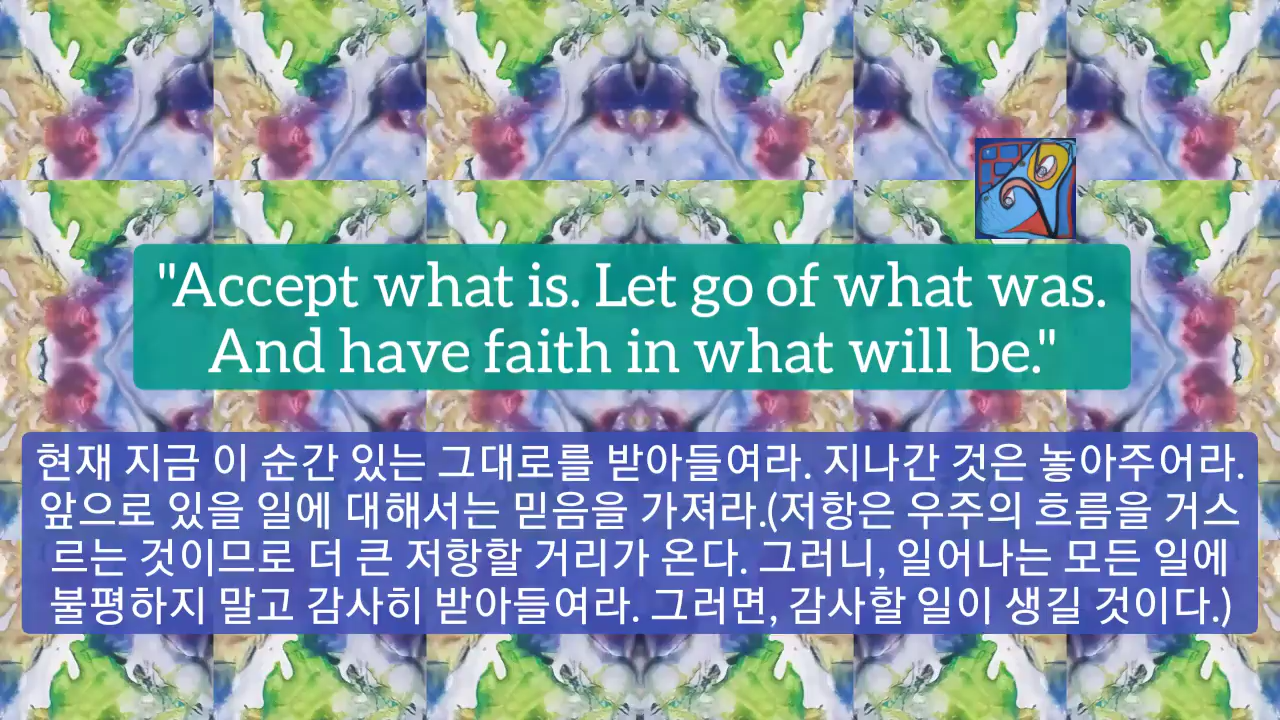 "Accept what is. Let go of what was.
And have faith in what will be."
현재 지금 이 순간 있는 그대로를 받아들여라. 지나간 것은 놓아주어라.
앞으로 있을 일에 대해서는 믿음을 가져라.(저항은 우주의 흐름을 거스
르는 것이므로 더 큰 저항할 거리가 온다. 그러니, 일어나는 모든 일에
불평하지 말고 감사히 받아들여라. 그러면, 감사할 일이 생길 것이다.)